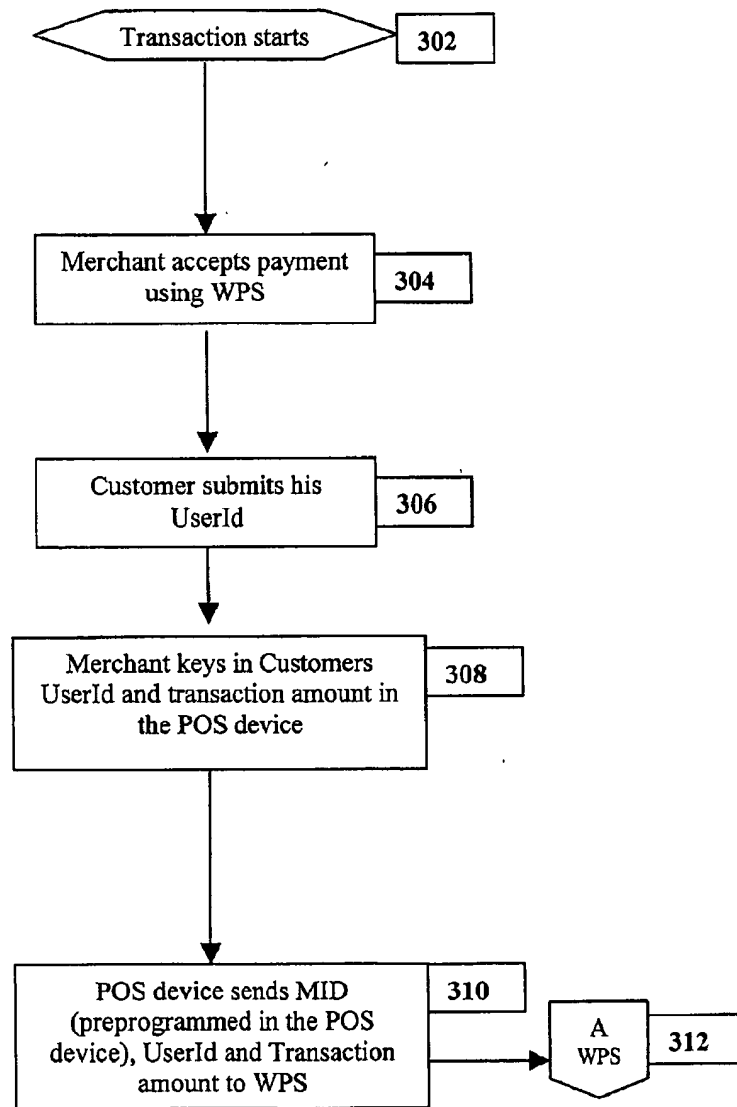 Transaction starts
302
Merchant accepts payment
using WPS
304
Customer submits his
UserId
306
Merchant keys in Customers
UserId and transaction amount in
the POS device
308
POS device sends MID
(preprogrammed in the POS
device), UserId and Transaction
amount to WPS
310
A
WPS
312